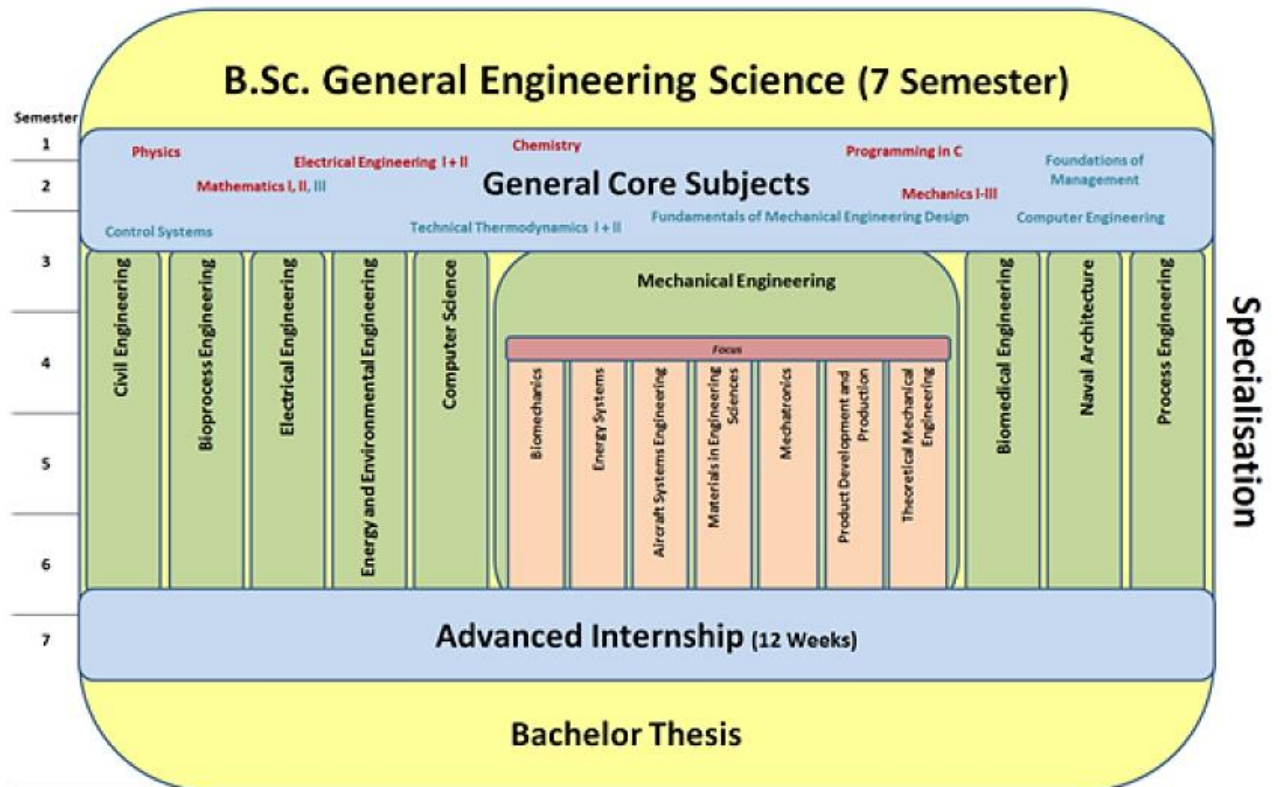 B.Sc. General Engineering Science (7 Semester)
Semester
1
2
3
4
5
6
7
Physics
Chemistry
Programming in C
Electrical Engineering I + II
Foundations of
Management
Mathematics I, II, III
General Core Subjects
Mechanics I-III
Control Systems
Technical Thermodynamics I + II
Fundamentals of Mechanical Engineering Design
Computer Engineering
Civil Engineering
Bioprocess Engineering
Electrical Engineering
Energy and Environmental Engineering
Computer Science
Mechanical Engineering
Focus
Biomechanics
Energy Systems
Aircraft Systems Engineering
Materials in Engineering
Sciences
Mechatronics
Product Development and
Production
Theoretical Mechanical
Engineering
Biomedical Engineering
Naval Architecture
Process Engineering
Specialisation
Advanced Internship (12 Weeks)
Bachelor Thesis